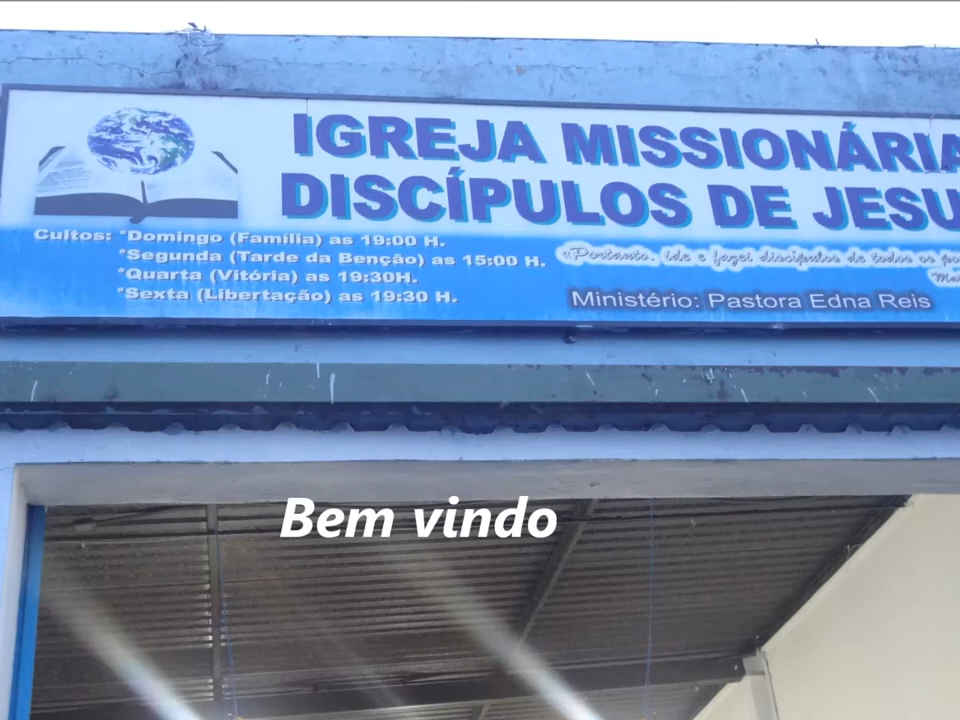 IGREJA MISSIONÁRIA
DISCÍPULOS DE JESU
Cultos: °Domingo (Família) as 19:00 H.
°Segunda (Tarde da Benção) as 15:00 H.
°Quarta (Vitória) as 19:30H.
°Sexta (Libertação) as 19:30 H.
"Portanto, ide e fazei discípulos de todos os
Ministério: Pastora Edna Reis
Bem vindo